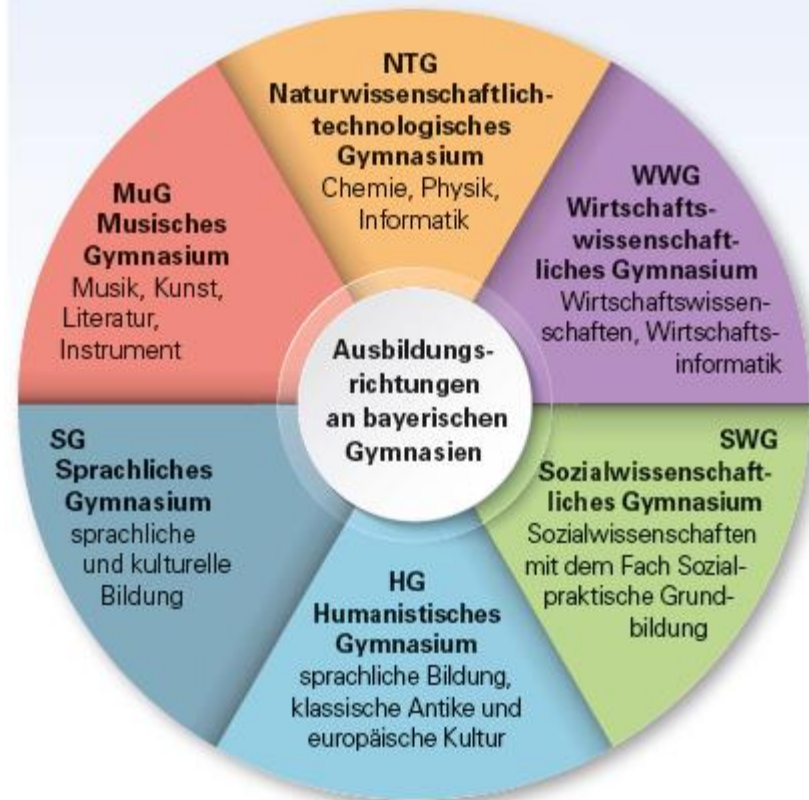 NTG
Naturwissenschaftlich-
technologisches
Gymnasium
Chemie, Physik,
Informatik
WWG
Wirtschafts-
wissenschaft-
liches Gymnasium
Wirtschaftswissen-
schaften, Wirtschafts-
informatik
SWG
Sozialwissenschaft-
liches Gymnasium
Sozialwissenschaften
mit dem Fach Sozial-
praktische Grund-
bildung
HG
Humanistisches
Gymnasium
sprachliche Bildung,
klassische Antike und
europäische Kultur
SG
Sprachliches
Gymnasium
sprachliche
und kulturelle
Bildung
MuG
Musisches
Gymnasium
Musik, Kunst,
Literatur,
Instrument
Ausbildungs-
richtungen
an bayerischen
Gymnasien